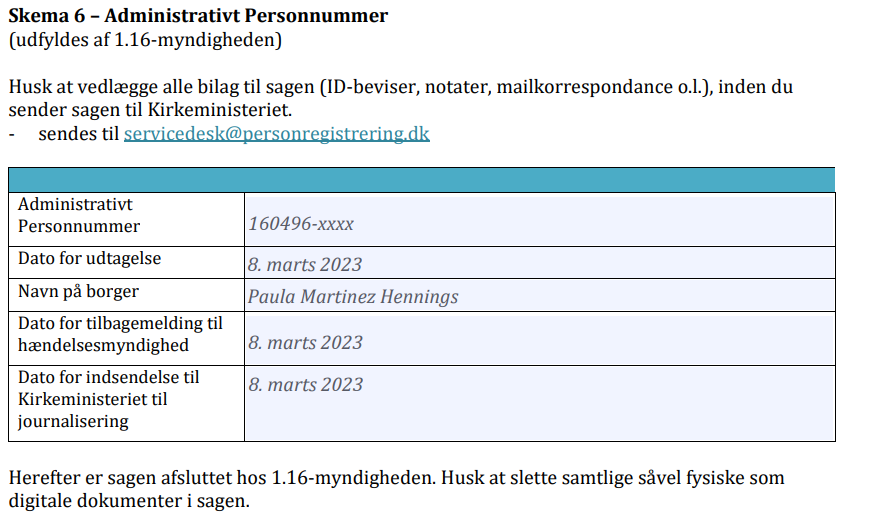 Skema 6 – Administrativt Personnummer
(udfyldes af 1.16-myndigheden)
Husk at vedlægge alle bilag til sagen (ID-beviser, notater, mailkorrespondance o.l.), inden du
sender sagen til Kirkeministeriet.
- sendes til servicedesk@personregistrering.dk
Administrativt
Personnummer
160496-xxxx
Dato for udtagelse
8. marts 2023
Navn på borger
Paula Martinez Hennings
Dato for tilbagemelding til
hændelsesmyndighed
8. marts 2023
Dato for indsendelse til
Kirkeministeriet til
journalisering
8. marts 2023
Herefter er sagen afsluttet hos 1.16-myndigheden. Husk at slette samtlige såvel fysiske som
digitale dokumenter i sagen.